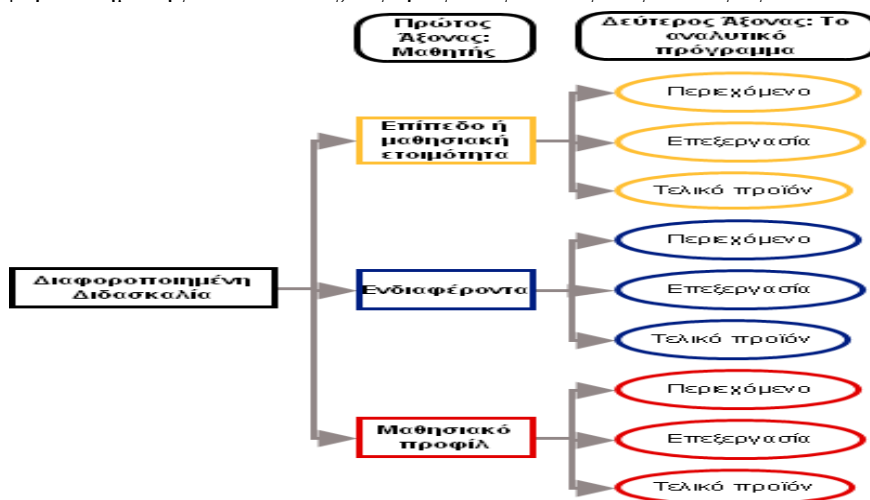 Πρώτος
Άξονας:
Μαθητής
Δεύτερος Άξονας: Το
αναλυτικό
πρόγραμμα
Διαφοροποιημένη
Διδασκαλία
Επίπεδο ή
μαθησιακή
ετοιμότητα
Περιεχόμενο
Επεξεργασία
Τελικό προϊόν
Ενδιαφέροντα
Περιεχόμενο
Επεξεργασία
Τελικό προϊόν
Μαθησιακό
προφίλ
Περιεχόμενο
Επεξεργασία
Τελικό προϊόν